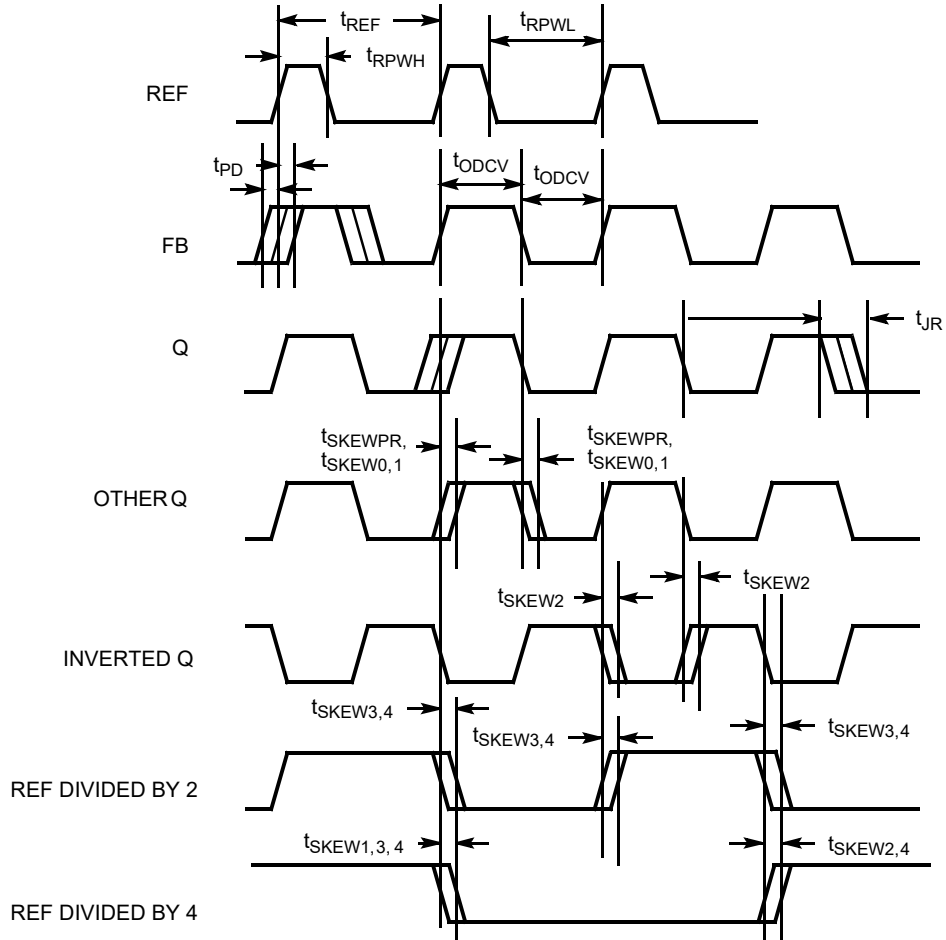 tREF
tRPWL
tRPWH
REF
tPD
tODCV
tODCV
FB
Q
tJR
tSKEWPR,
tSKEW0,1
tSKEWPR,
tSKEW0,1
OTHER Q
tSKEW2
tSKEW2
INVERTED Q
tSKEW3,4
tSKEW3,4
tSKEW3,4
REF DIVIDED BY 2
tSKEW1,3,4
tSKEW2,4
REF DIVIDED BY 4